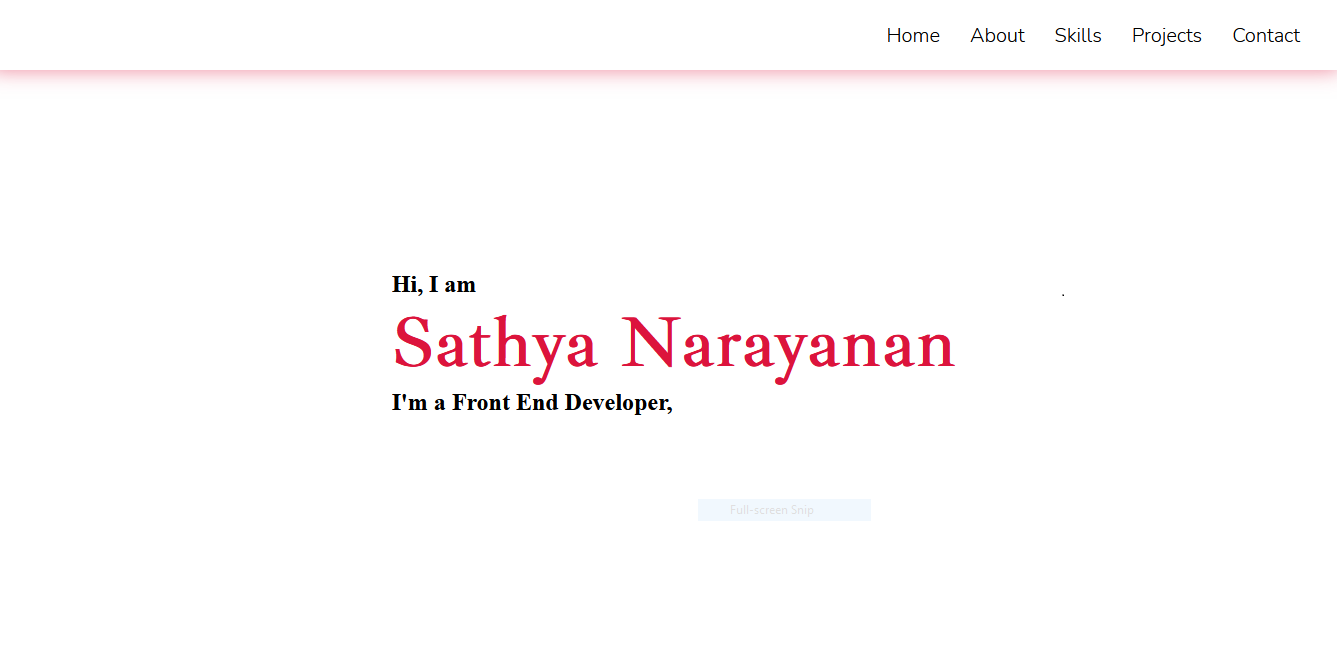 Home About Skills Projects Contact
Hi, I am
.
Sathya Narayanan
I'm a Front End Developer,
Full-screen Snip